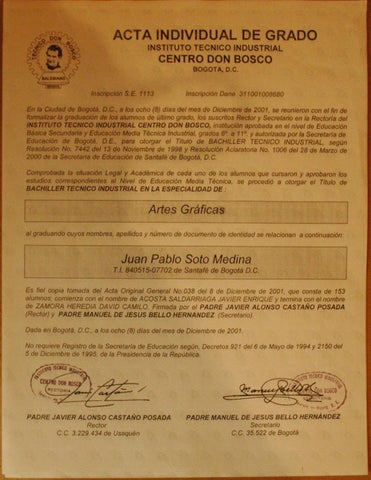 ACTA INDIVIDUAL DE GRADO
INSTITUTO TECNICO INDUSTRIAL
CENTRO DON BOSCO
BOGOTA, D.C.
TECNICO DON BOSCO
SALESIANO
Inscripción S.E. 1113 Inscripción Dane 311001008680
En la Ciudad de Bogotá, D.C., a los ocho (8) días del mes de Diciembre de 2001, se reunieron con el fin de
formalizar la graduación de los alumnos de último grado, los suscritos Rector y Secretario en la Rectoría del
INSTITUTO TECNICO INDUSTRIAL CENTRO DON BOSCO, Institución aprobada en el nivel de Educación
Básica Secundaria y Educación Media Técnica Industrial, grados 6° a 11° y autorizada por la Secretaría de
Educación de Bogotá, D.E., para otorgar el Titulo de BACHILLER TECNICO INDUSTRIAL, según
Resolución No. 7442 del 13 de Noviembre de 1998 y Resolución Aclaratoria No. 1006 del 28 de Marzo
de 2000 de la Secretaría de Educación de Santafé de Bogotá, D.C.
Comprobada la situación Legal y Académica de cada uno de los alumnos que cursaron y aprobaron los
estudios correspondientes al Nivel de Educación Media Técnica, se procedió a otorgar el Titulo de
BACHILLER TECNICO INDUSTRIAL EN LA ESPECIALIDAD DE:
Artes Gráficas
al graduando cuyos nombres, apellidos y número de documento de identidad se relacionan a continuación:
Juan Pablo Soto Medina
T.I. 840515-07702 de Santafé de Bogotá D.C.
Es fiel copia tomada del Acta Original General No.038 del 8 de Diciembre de 2001, que consta de 153
alumnos; comienza con el nombre de ACOSTA SALDARRIAGA JAVIER ENRIQUE y termina con el nombre
de ZAMORA HEREDIA DAVID CAMILO. Firmada por el PADRE JAVIER ALONSO CASTAÑO POSADA
(Rector) y PADRE MANUEL DE JESUS BELLO HERNANDEZ (Secretario)
Dada en Bogotá, D.C., a los ocho (8) días del mes de Diciembre de 2001.
No requiere Registro de la Secretaría de Educación según, Decretos 921 del 6 de Mayo de 1994 y 2150 del
5 de Diciembre de 1995, de la Presidencia de la República.
CENTRO DON BOSCO
RECTORIA
PADRE JAVIER ALONSO CASTAÑO POSADA
Rector
C.C. 3.229.434 de Usaquén
PADRE MANUEL DE JESUS BELLO HERNÁNDEZ
Secretario
C.C. 35.522 de Bogotá